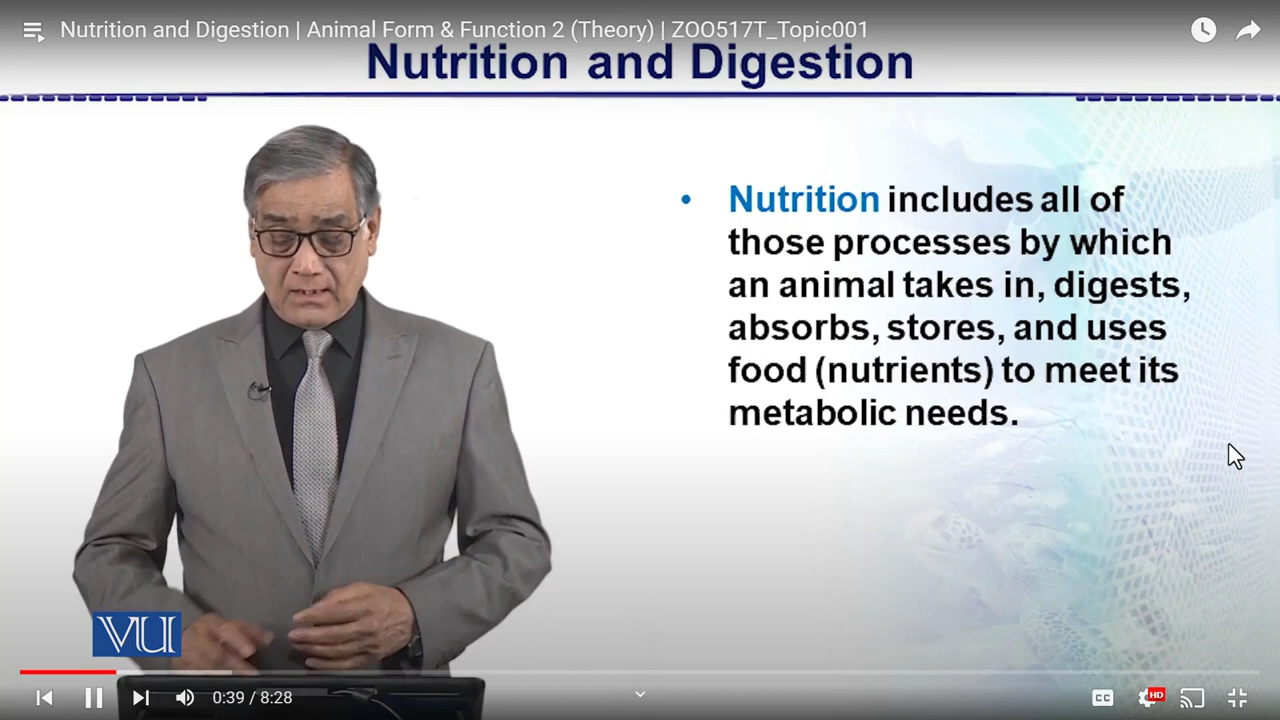 Nutrition and Digestion | Animal Form & Function 2 (Theory) | ZOO517T_Topic001
Nutrition and Digestion
• Nutrition includes all of
those processes by which
an animal takes in, digests,
absorbs, stores, and uses
food (nutrients) to meet its
metabolic needs.
VU
0:39 / 8:28
CC
HD